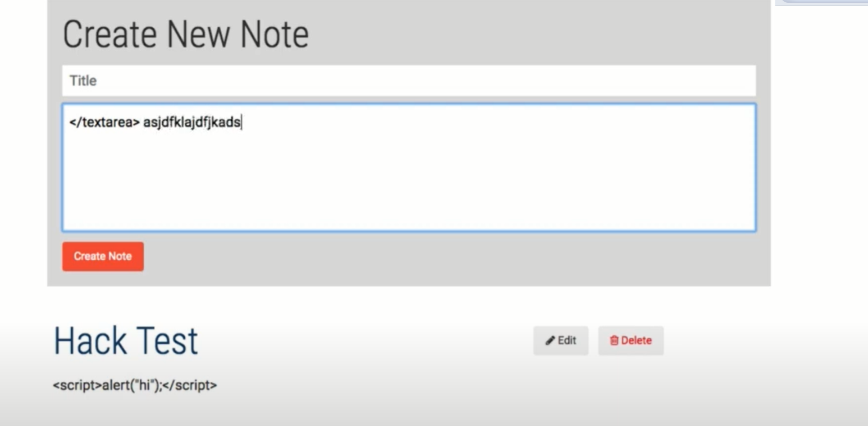 Create New Note
Title
</textarea> asjdfklajdfjkads
Create Note
Hack Test
Edit
Delete
<script>alert("hi");</script>